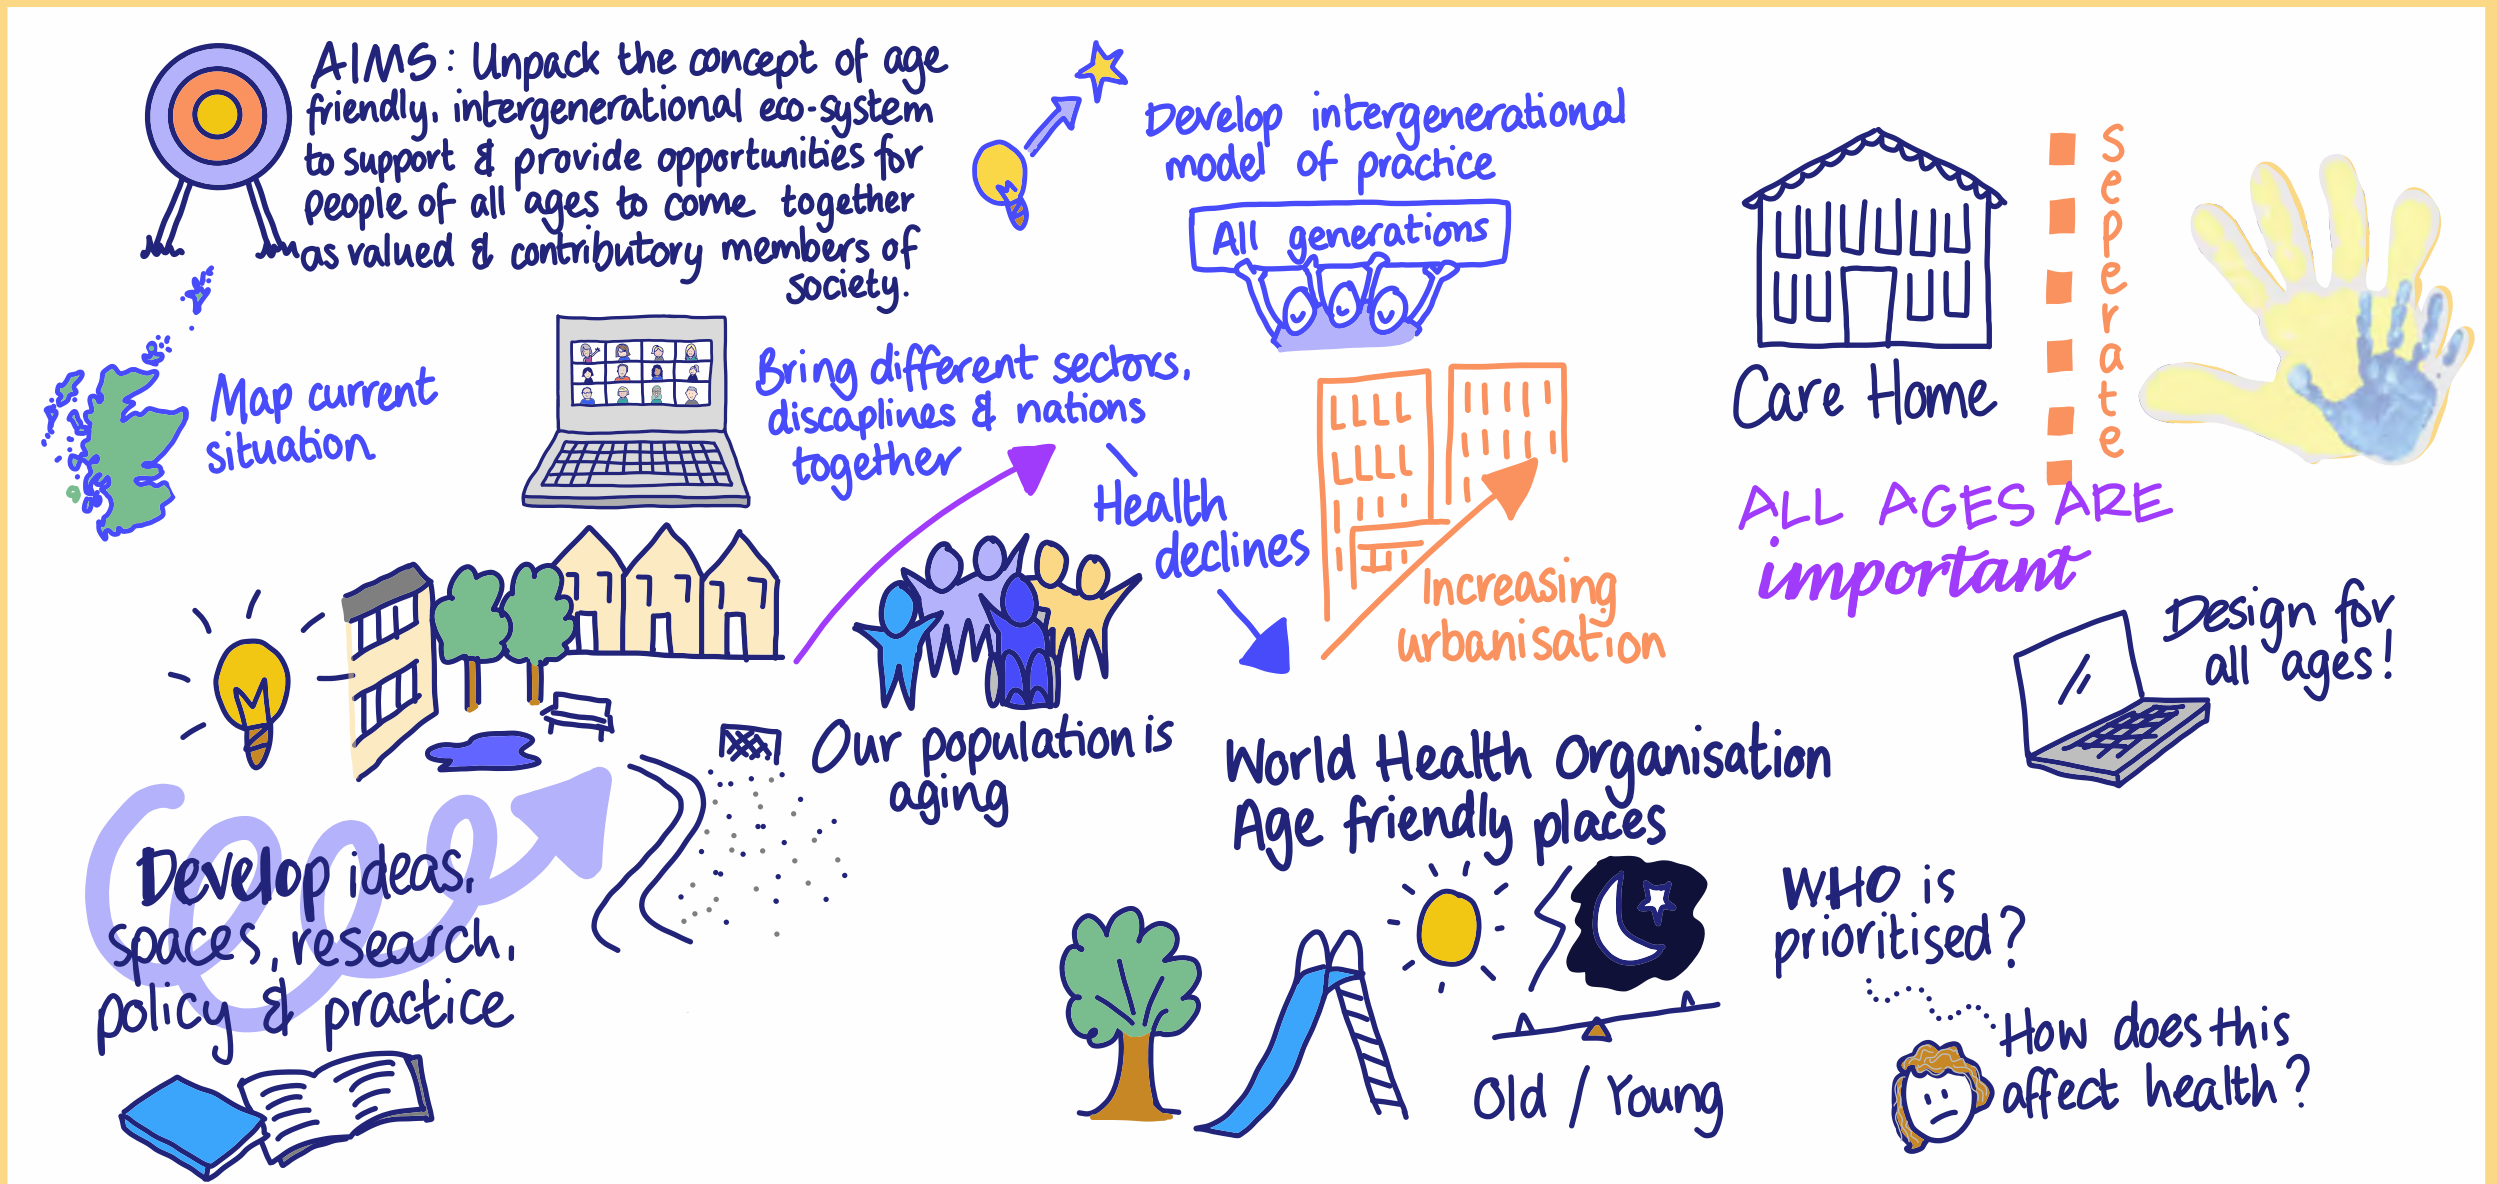 AIMS: Unpack the concept of age
friendly, intergenerational eco-system
to support & provide opportunities for
people of all ages to come together
as valued & contributory members of
society.
Map current
situation
Bring different sectors,
discaplines & nations
together
Develop intergenerational
model of practice
All generations
Health
declines
Increasing
urbanisation
Care Home
Seperate
ALL AGES ARE
important
Design for
all ages!
Our population is
aging
Develop ideas,
spaces, research,
policy & practice
World Health Organisation
Age friendly places
Old / Young
WHO is
prioritised?
How does this
affect health?